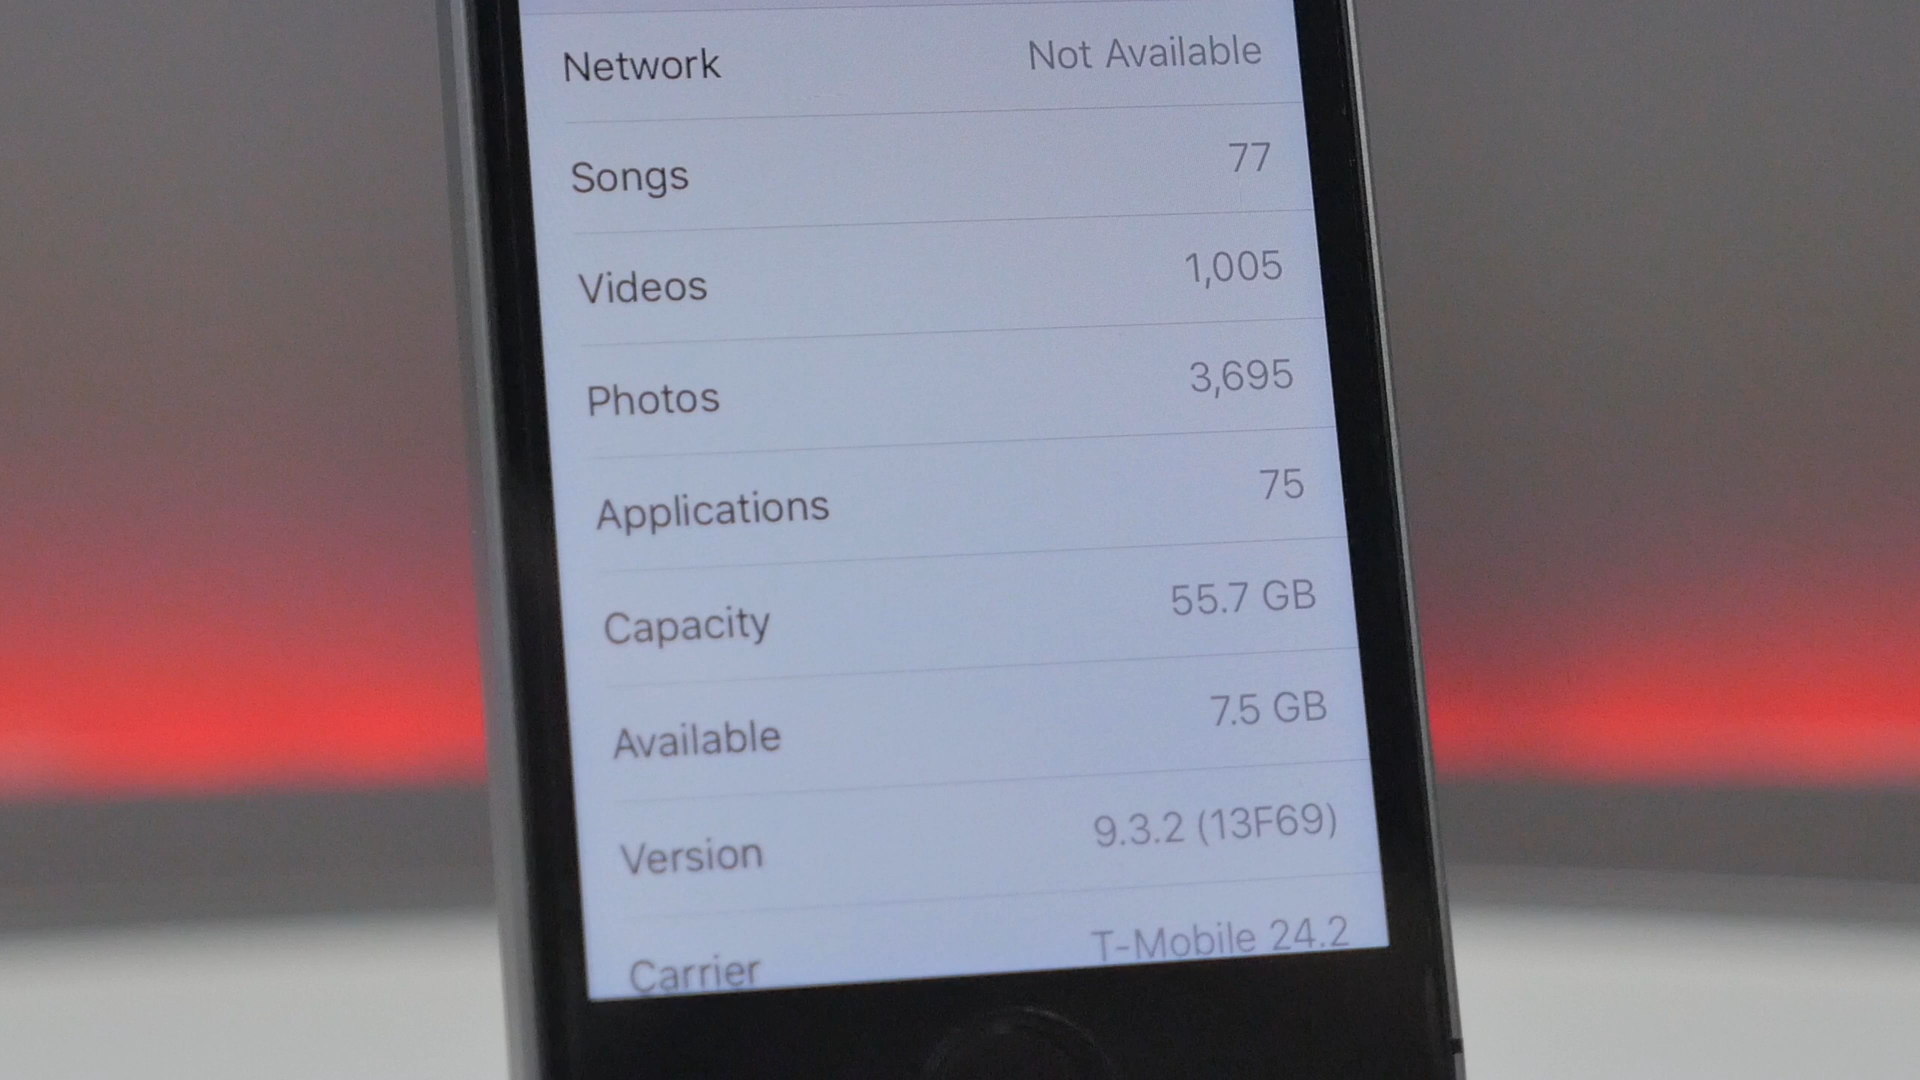 Network Not Available
Songs 77
Videos 1,005
Photos 3,695
Applications 75
Capacity 55.7 GB
Available 7.5 GB
Version 9.3.2 (13F69)
Carrier T-Mobile 24.2